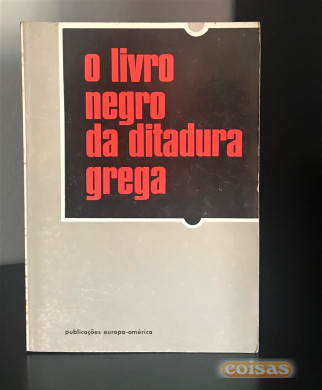 o livro
negro
da ditadura
grega
publicações europa-américa
coisas